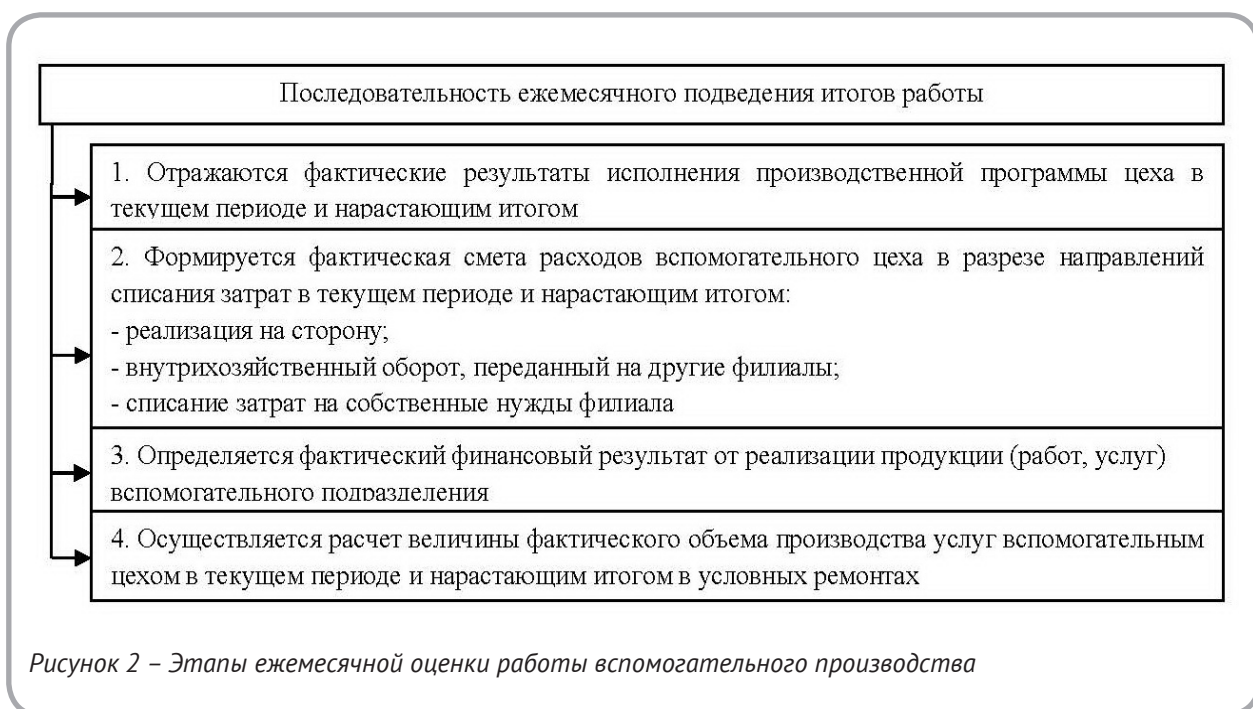 Последовательность ежемесячного подведения итогов работы
1. Отражаются фактические результаты исполнения производственной программы цеха в
текущем периоде и нарастающим итогом
2. Формируется фактическая смета расходов вспомогательного цеха в разрезе направлений
списания затрат в текущем периоде и нарастающим итогом:
- реализация на сторону;
- внутрихозяйственный оборот, переданный на другие филиалы;
- списание затрат на собственные нужды филиала
3. Определяется фактический финансовый результат от реализации продукции (работ, услуг)
вспомогательного подразделения
4. Осуществляется расчет величины фактического объема производства услуг вспомогательным
цехом в текущем периоде и нарастающим итогом в условных ремонтах
Рисунок 2 – Этапы ежемесячной оценки работы вспомогательного производства